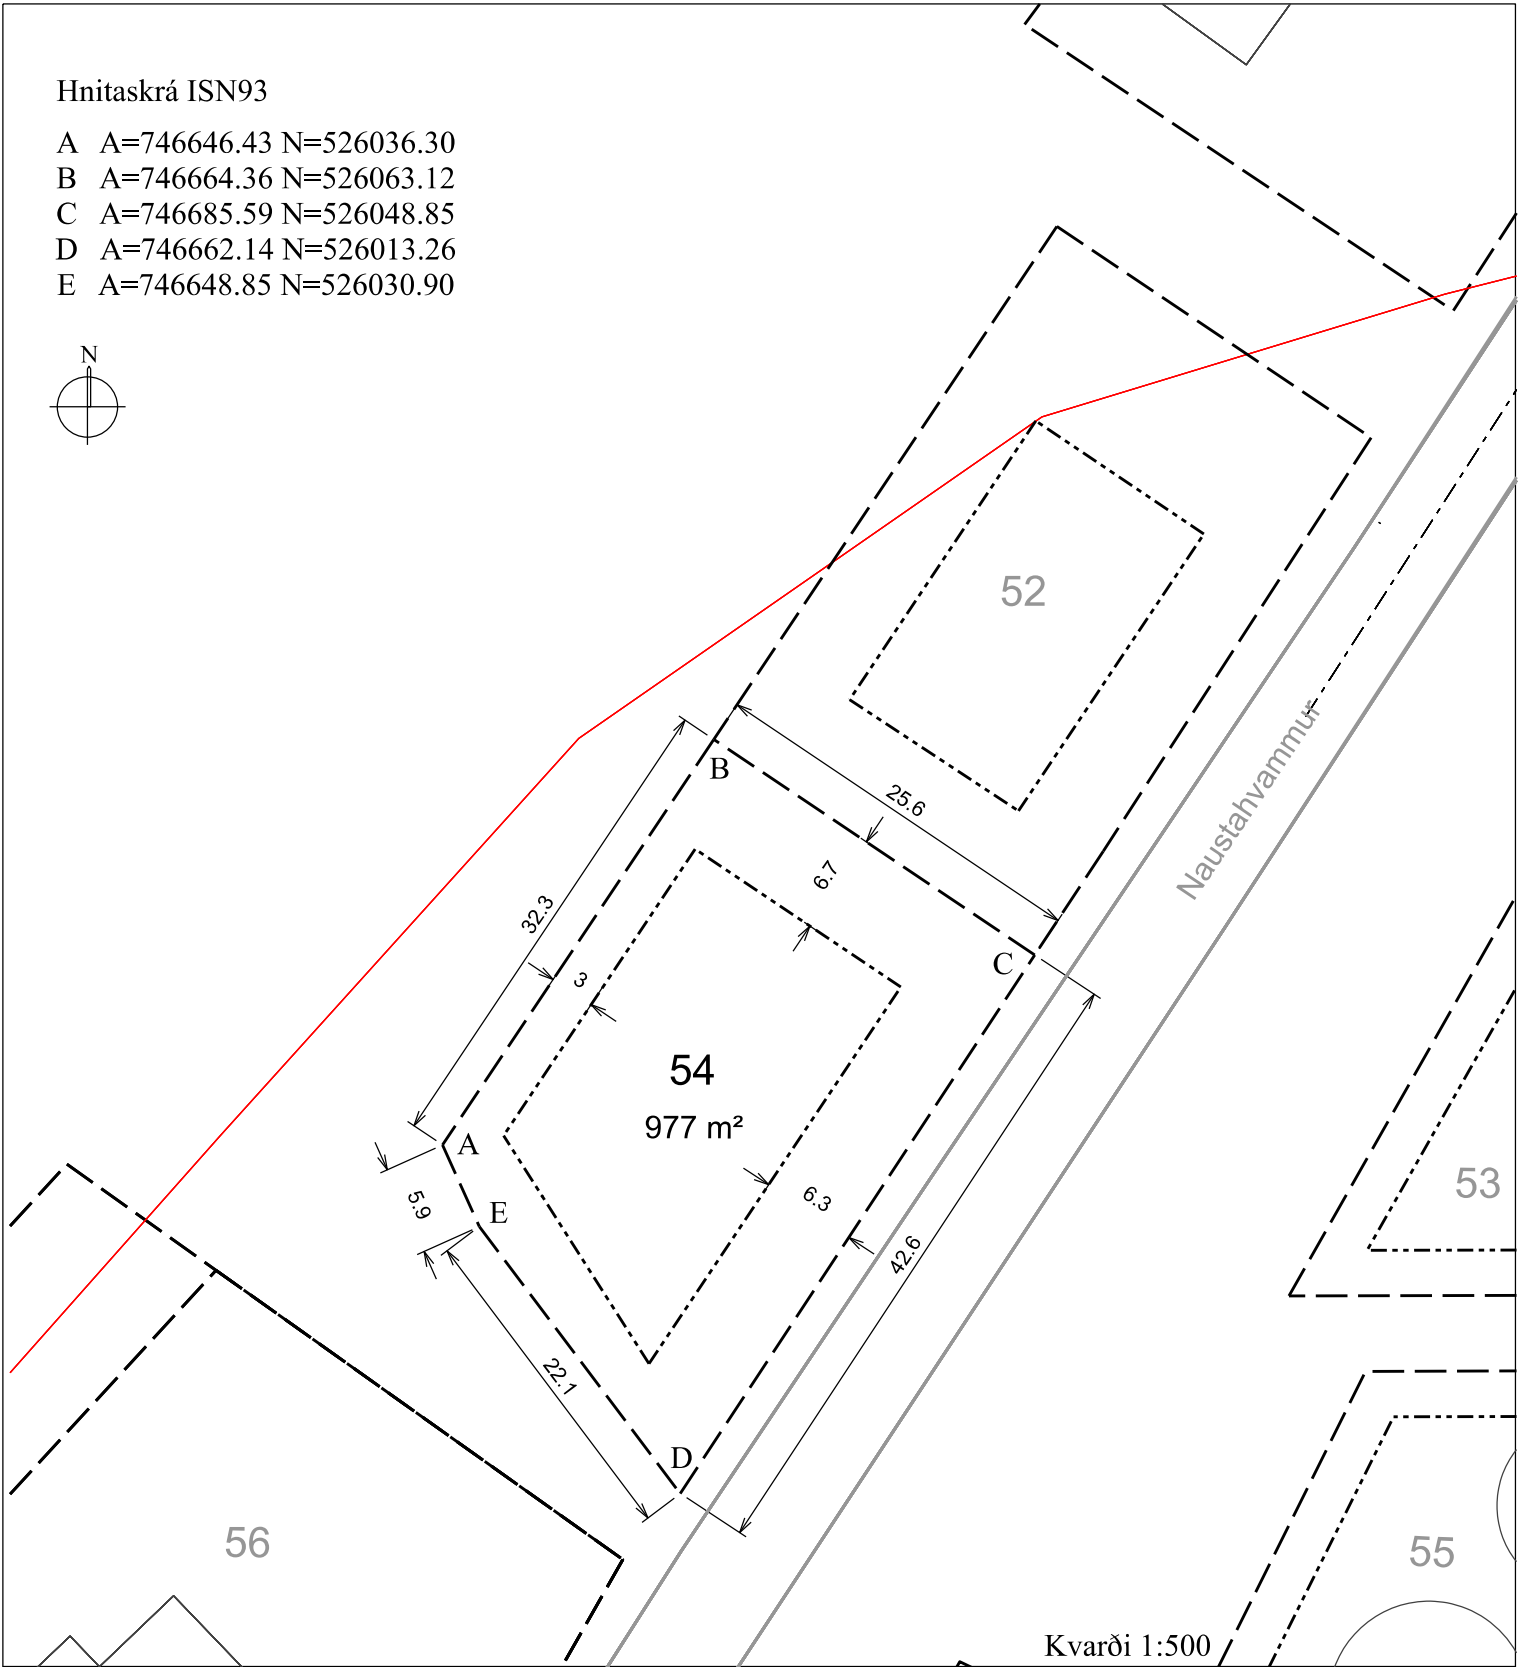 Hnitaskrá ISN93
A A=746646.43 N=526036.30
B A=746664.36 N=526063.12
C A=746685.59 N=526048.85
D A=746662.14 N=526013.26
E A=746648.85 N=526030.90
N
52
Naustahvammur
B
25.6
6.7
32.3
C
3
54
977 m²
A
5.9
E
6.3
42.6
53
22.1
D
56
55
Kvarði 1:500